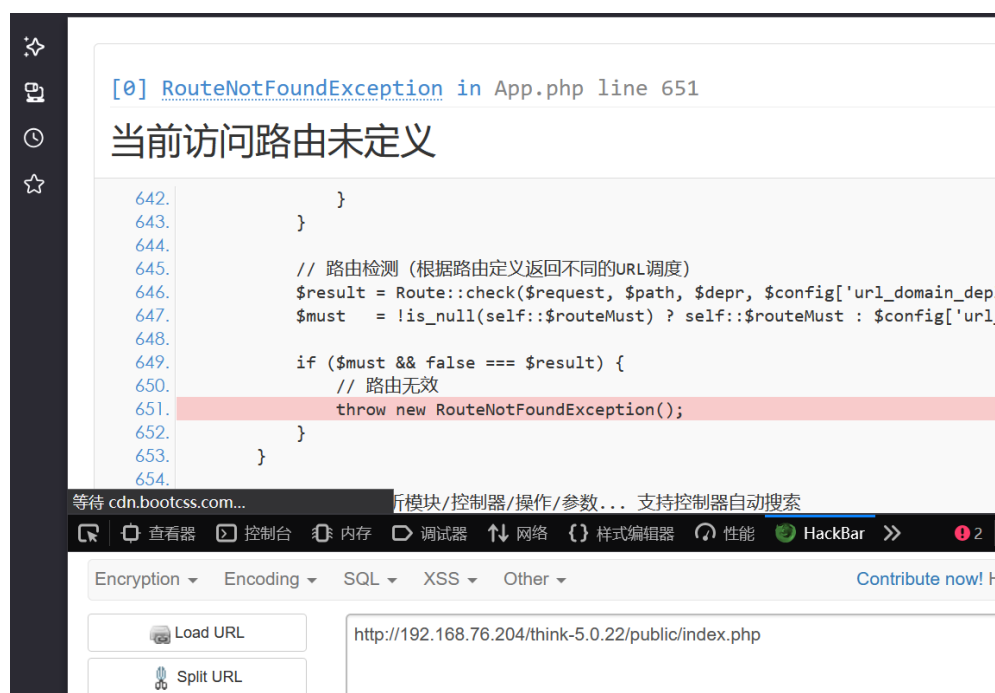 [0] RouteNotFoundException in App.php line 651
当前访问路由未定义
642. }
643. }
644.
645. // 路由检测（根据路由定义返回不同的URL调度）
646. $result = Route::check($request, $path, $depr, $config['url_domain_dep
647. $must   = !is_null(self::$routeMust) ? self::$routeMust : $config['url_
648.
649. if ($must && false === $result) {
650. // 路由无效
651. throw new RouteNotFoundException();
652. }
653. }
654.
等待 cdn.bootcss.com... 析模块/控制器/操作/参数... 支持控制器自动搜索
查看器 控制台 内存 调试器 网络 {} 样式编辑器 性能 HackBar 2
Encryption Encoding SQL XSS Other Contribute now! H
Load URL http://192.168.76.204/think-5.0.22/public/index.php
Split URL